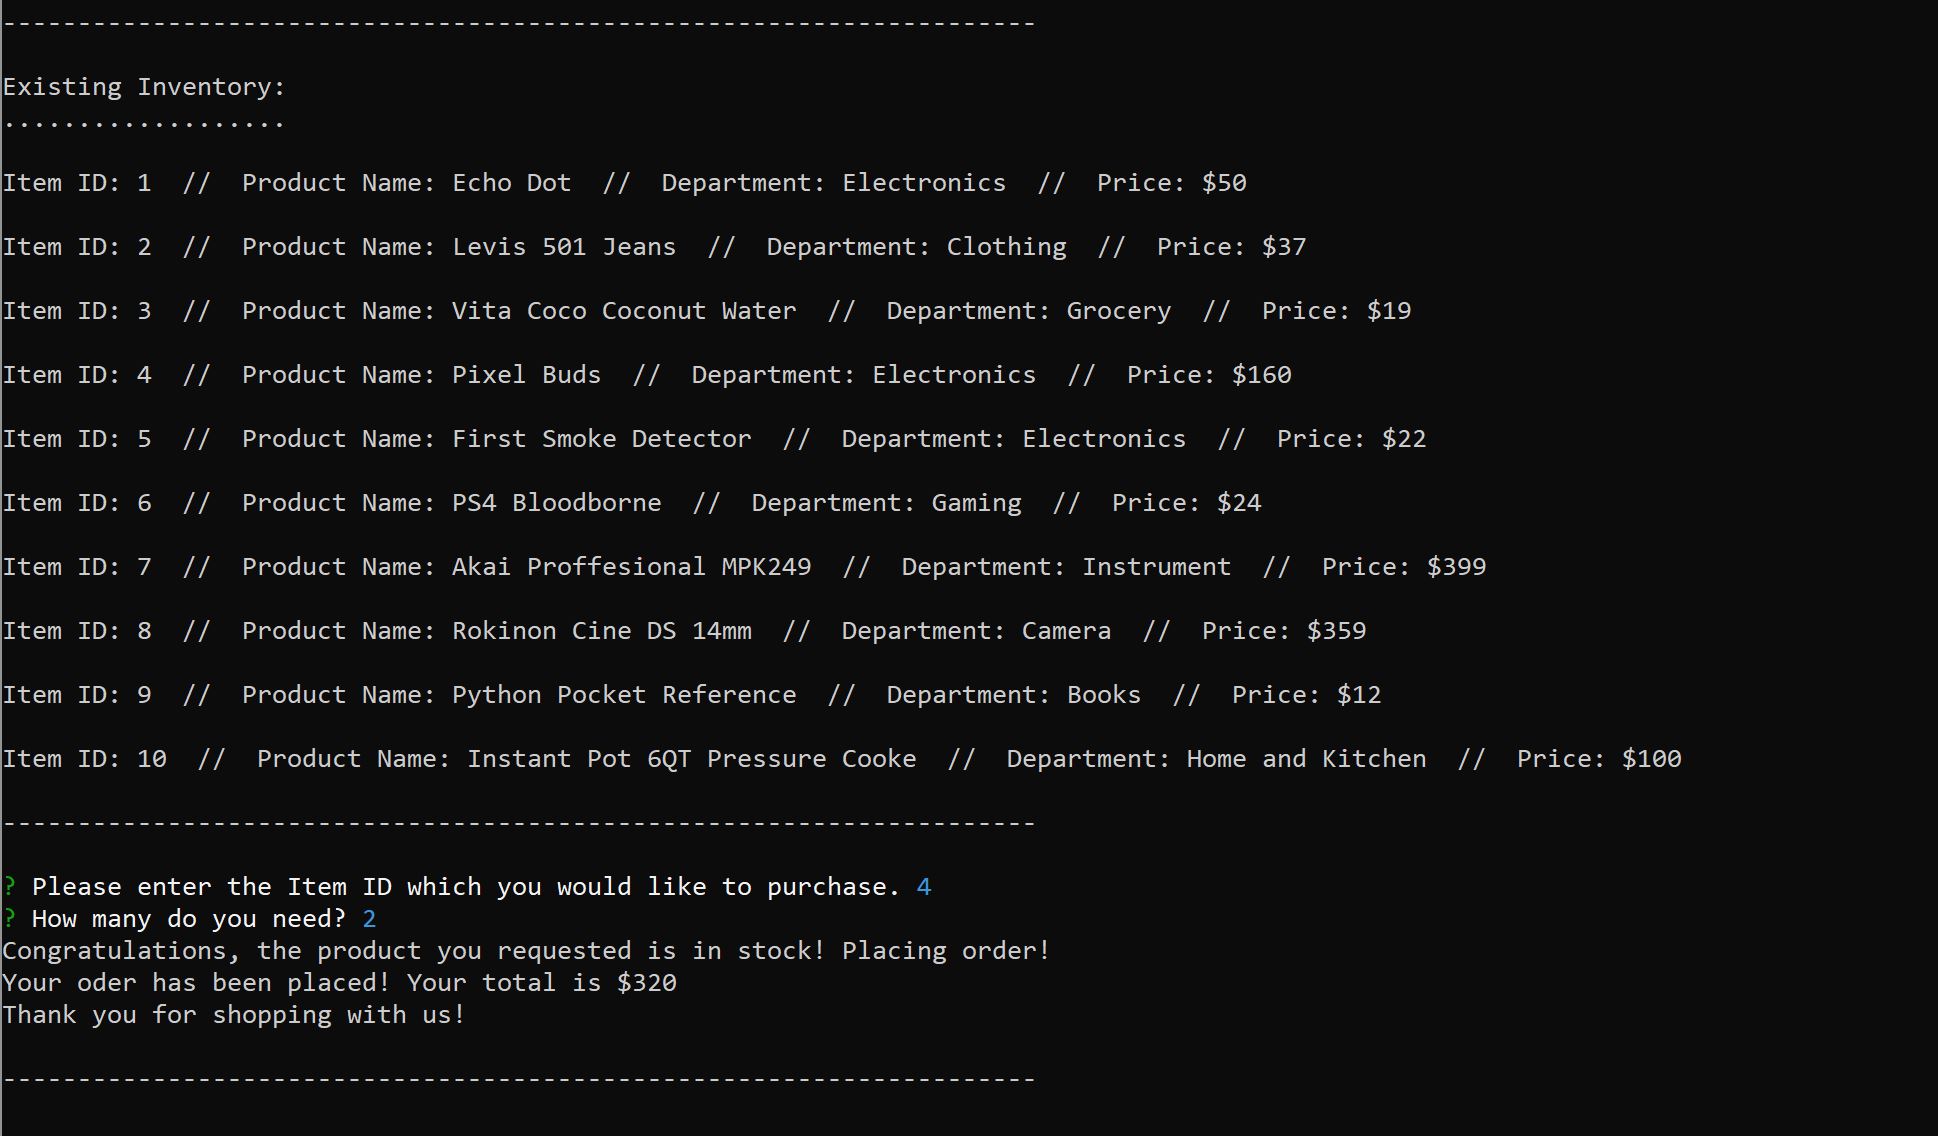 ---------------------------------------------------------------------
Existing Inventory:
...................
Item ID: 1  //  Product Name: Echo Dot  //  Department: Electronics  //  Price: $50
Item ID: 2  //  Product Name: Levis 501 Jeans  //  Department: Clothing  //  Price: $37
Item ID: 3  //  Product Name: Vita Coco Coconut Water  //  Department: Grocery  //  Price: $19
Item ID: 4  //  Product Name: Pixel Buds  //  Department: Electronics  //  Price: $160
Item ID: 5  //  Product Name: First Smoke Detector  //  Department: Electronics  //  Price: $22
Item ID: 6  //  Product Name: PS4 Bloodborne  //  Department: Gaming  //  Price: $24
Item ID: 7  //  Product Name: Akai Proffesional MPK249  //  Department: Instrument  //  Price: $399
Item ID: 8  //  Product Name: Rokinon Cine DS 14mm  //  Department: Camera  //  Price: $359
Item ID: 9  //  Product Name: Python Pocket Reference  //  Department: Books  //  Price: $12
Item ID: 10  //  Product Name: Instant Pot 6QT Pressure Cooke  //  Department: Home and Kitchen  //  Price: $100
---------------------------------------------------------------------
? Please enter the Item ID which you would like to purchase. 4
? How many do you need? 2
Congratulations, the product you requested is in stock! Placing order!
Your oder has been placed! Your total is $320
Thank you for shopping with us!
---------------------------------------------------------------------